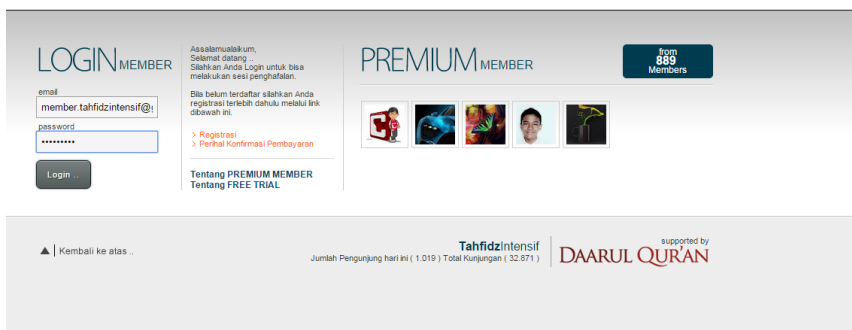 LOGIN MEMBER
email
member.tahfidzintensif@
password
•••••••••
Login ..
Assalamualaikum,
Selamat datang ..
Silahkan Anda Login untuk bisa
melakukan sesi penghafalan.
Bila belum terdaftar silahkan Anda
registrasi terlebih dahulu melalui link
dibawah ini.
> Registrasi
> Perihal Konfirmasi Pembayaran
Tentang PREMIUM MEMBER
Tentang FREE TRIAL
PREMIUM MEMBER
from
889
Members
▲ | Kembali ke atas ..
TahfidzIntensif
Jumlah Pengunjung hari ini ( 1.019 ) Total Kunjungan ( 32.871 )
supported by
DAARUL QUR'AN